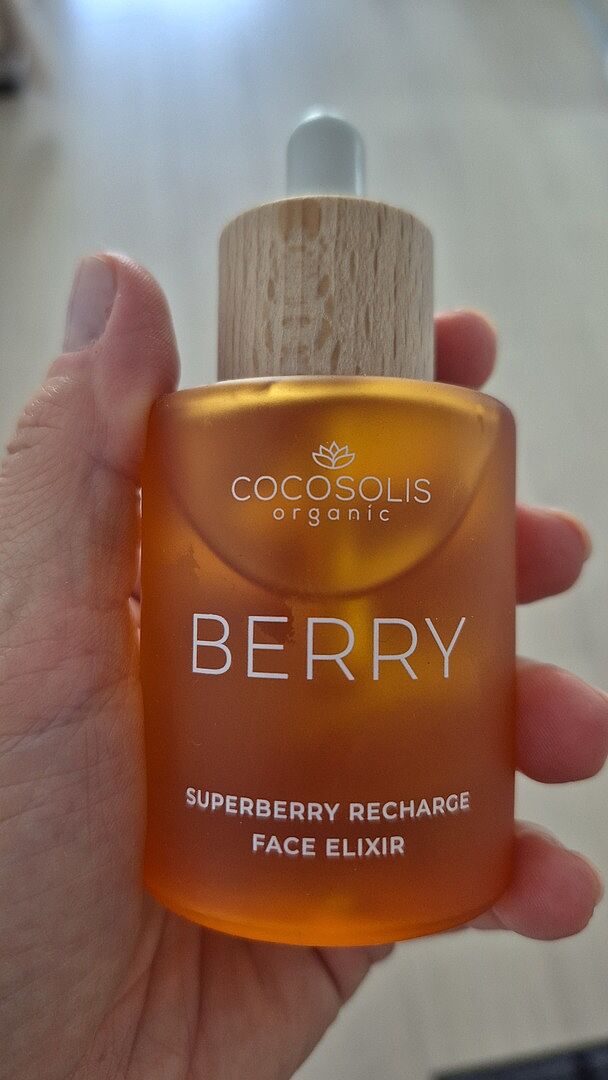 COCOSOLIS
organic
BERRY
SUPERBERRY RECHARGE
FACE ELIXIR